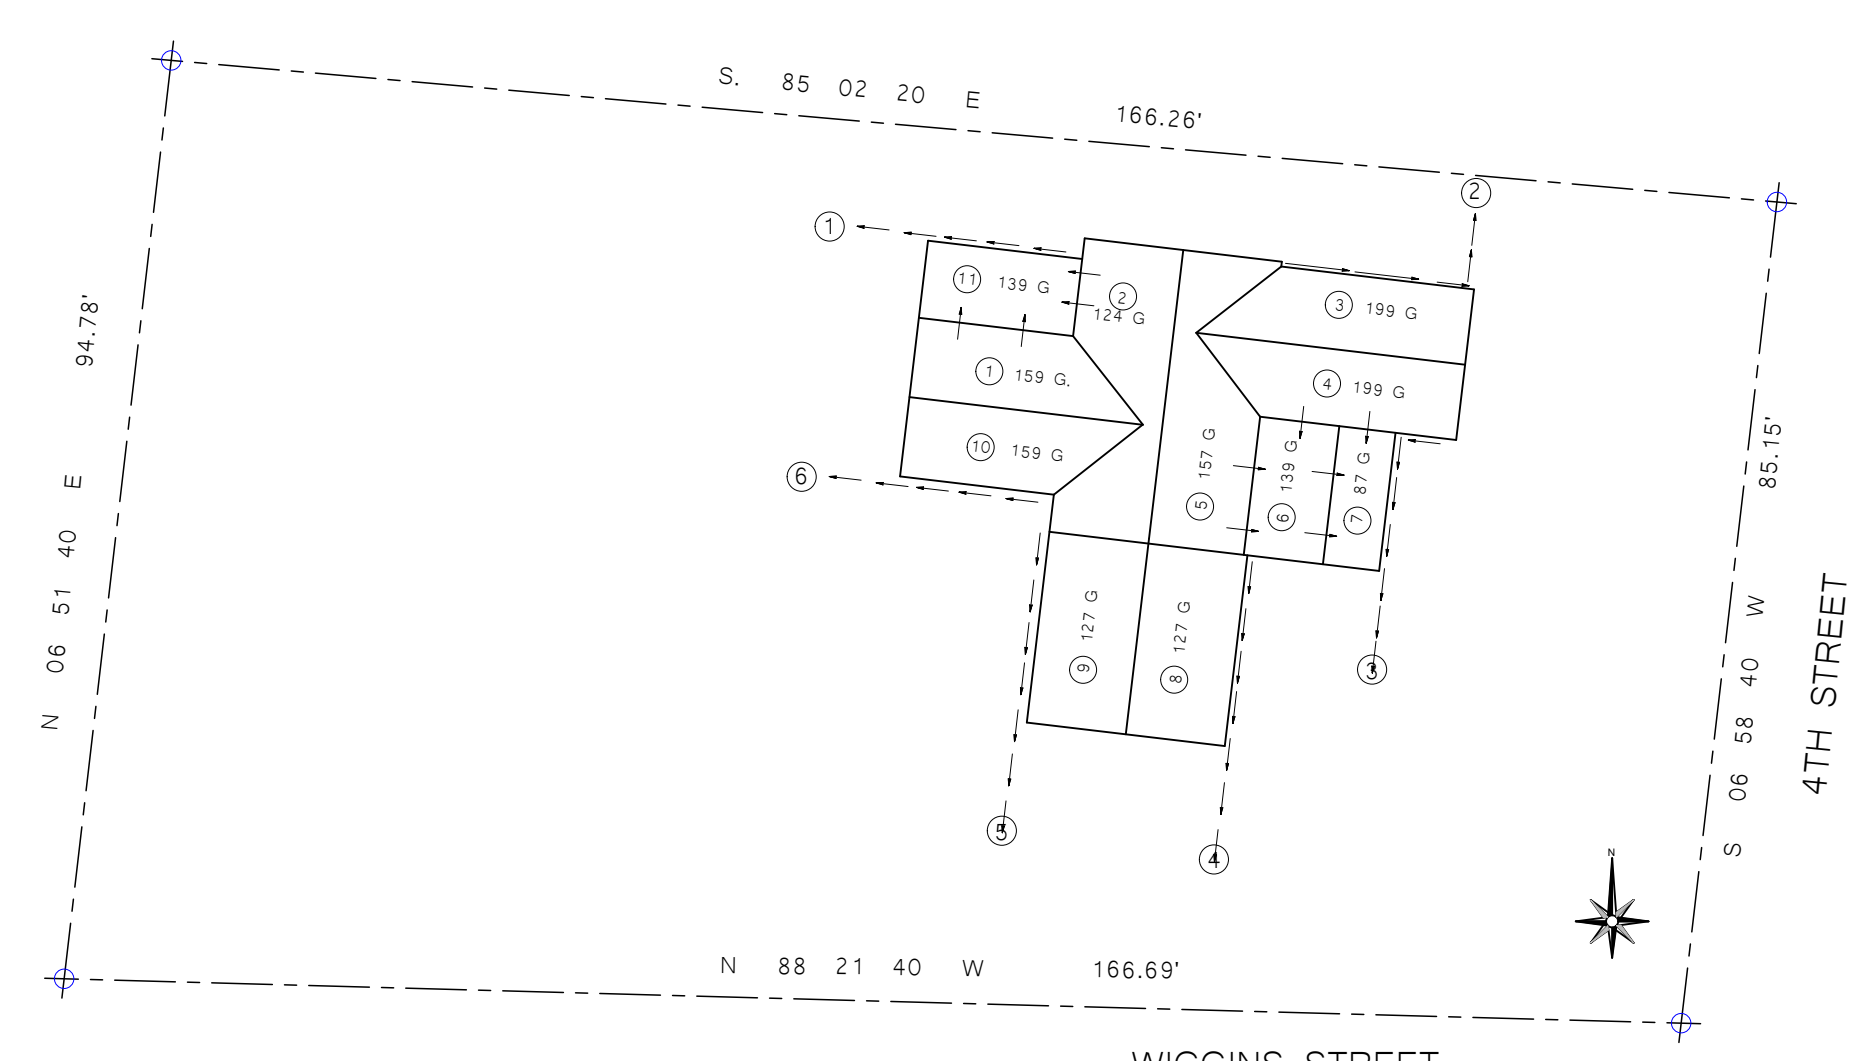 S. 85 02 20 E 166.26'
2
1
11 139 G
2
124 G
3 199 G
1 159 G.
4 199 G
10 159 G
6
5 157 G
6 139 G
7 87 G
9 127 G
8 127 G
3
5
4
N 06 51 40 E 94.78'
S 06 58 40 W 85.15'
4TH STREET
N
N 88 21 40 W 166.69'
WIGGINS STREET